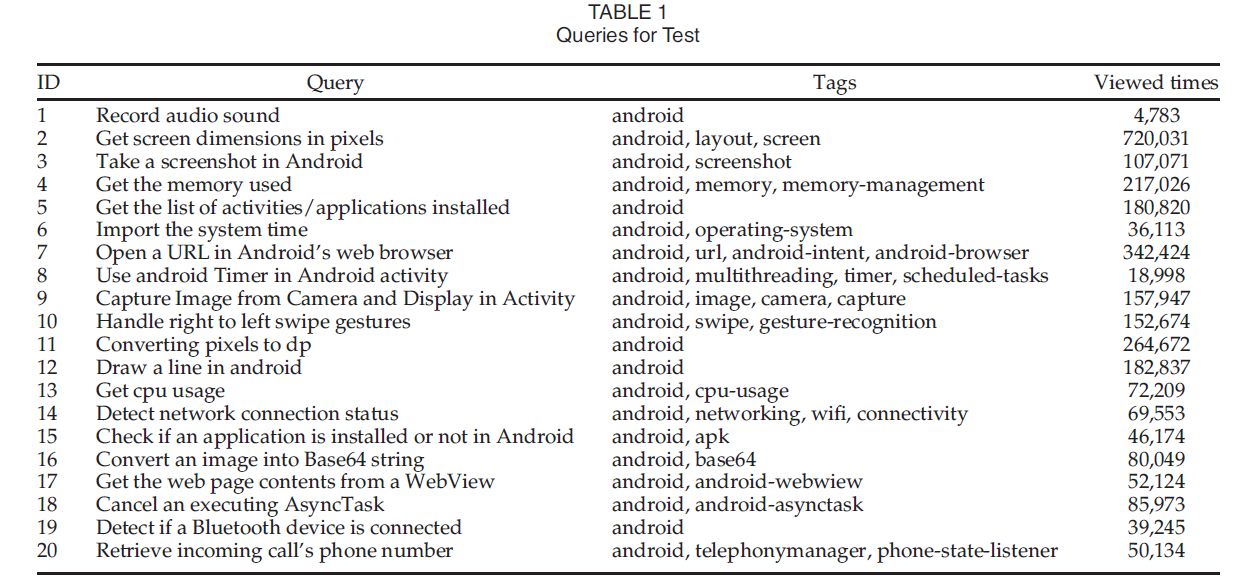 TABLE 1
Queries for Test
ID Query Tags Viewed times
1 Record audio sound android 4,783
2 Get screen dimensions in pixels android, layout, screen 720,031
3 Take a screenshot in Android android, screenshot 107,071
4 Get the memory used android, memory, memory-management 217,026
5 Get the list of activities/applications installed android 180,820
6 Import the system time android, operating-system 36,113
7 Open a URL in Android's web browser android, url, android-intent, android-browser 342,424
8 Use android Timer in Android activity android, multithreading, timer, scheduled-tasks 18,998
9 Capture Image from Camera and Display in Activity android, image, camera, capture 157,947
10 Handle right to left swipe gestures android, swipe, gesture-recognition 152,674
11 Converting pixels to dp android 264,672
12 Draw a line in android android 182,837
13 Get cpu usage android, cpu-usage 72,209
14 Detect network connection status android, networking, wifi, connectivity 69,553
15 Check if an application is installed or not in Android android, apk 46,174
16 Convert an image into Base64 string android, base64 80,049
17 Get the web page contents from a WebView android, android-webwiew 52,124
18 Cancel an executing AsyncTask android, android-asynctask 85,973
19 Detect if a Bluetooth device is connected android 39,245
20 Retrieve incoming call's phone number android, telephonymanager, phone-state-listener 50,134